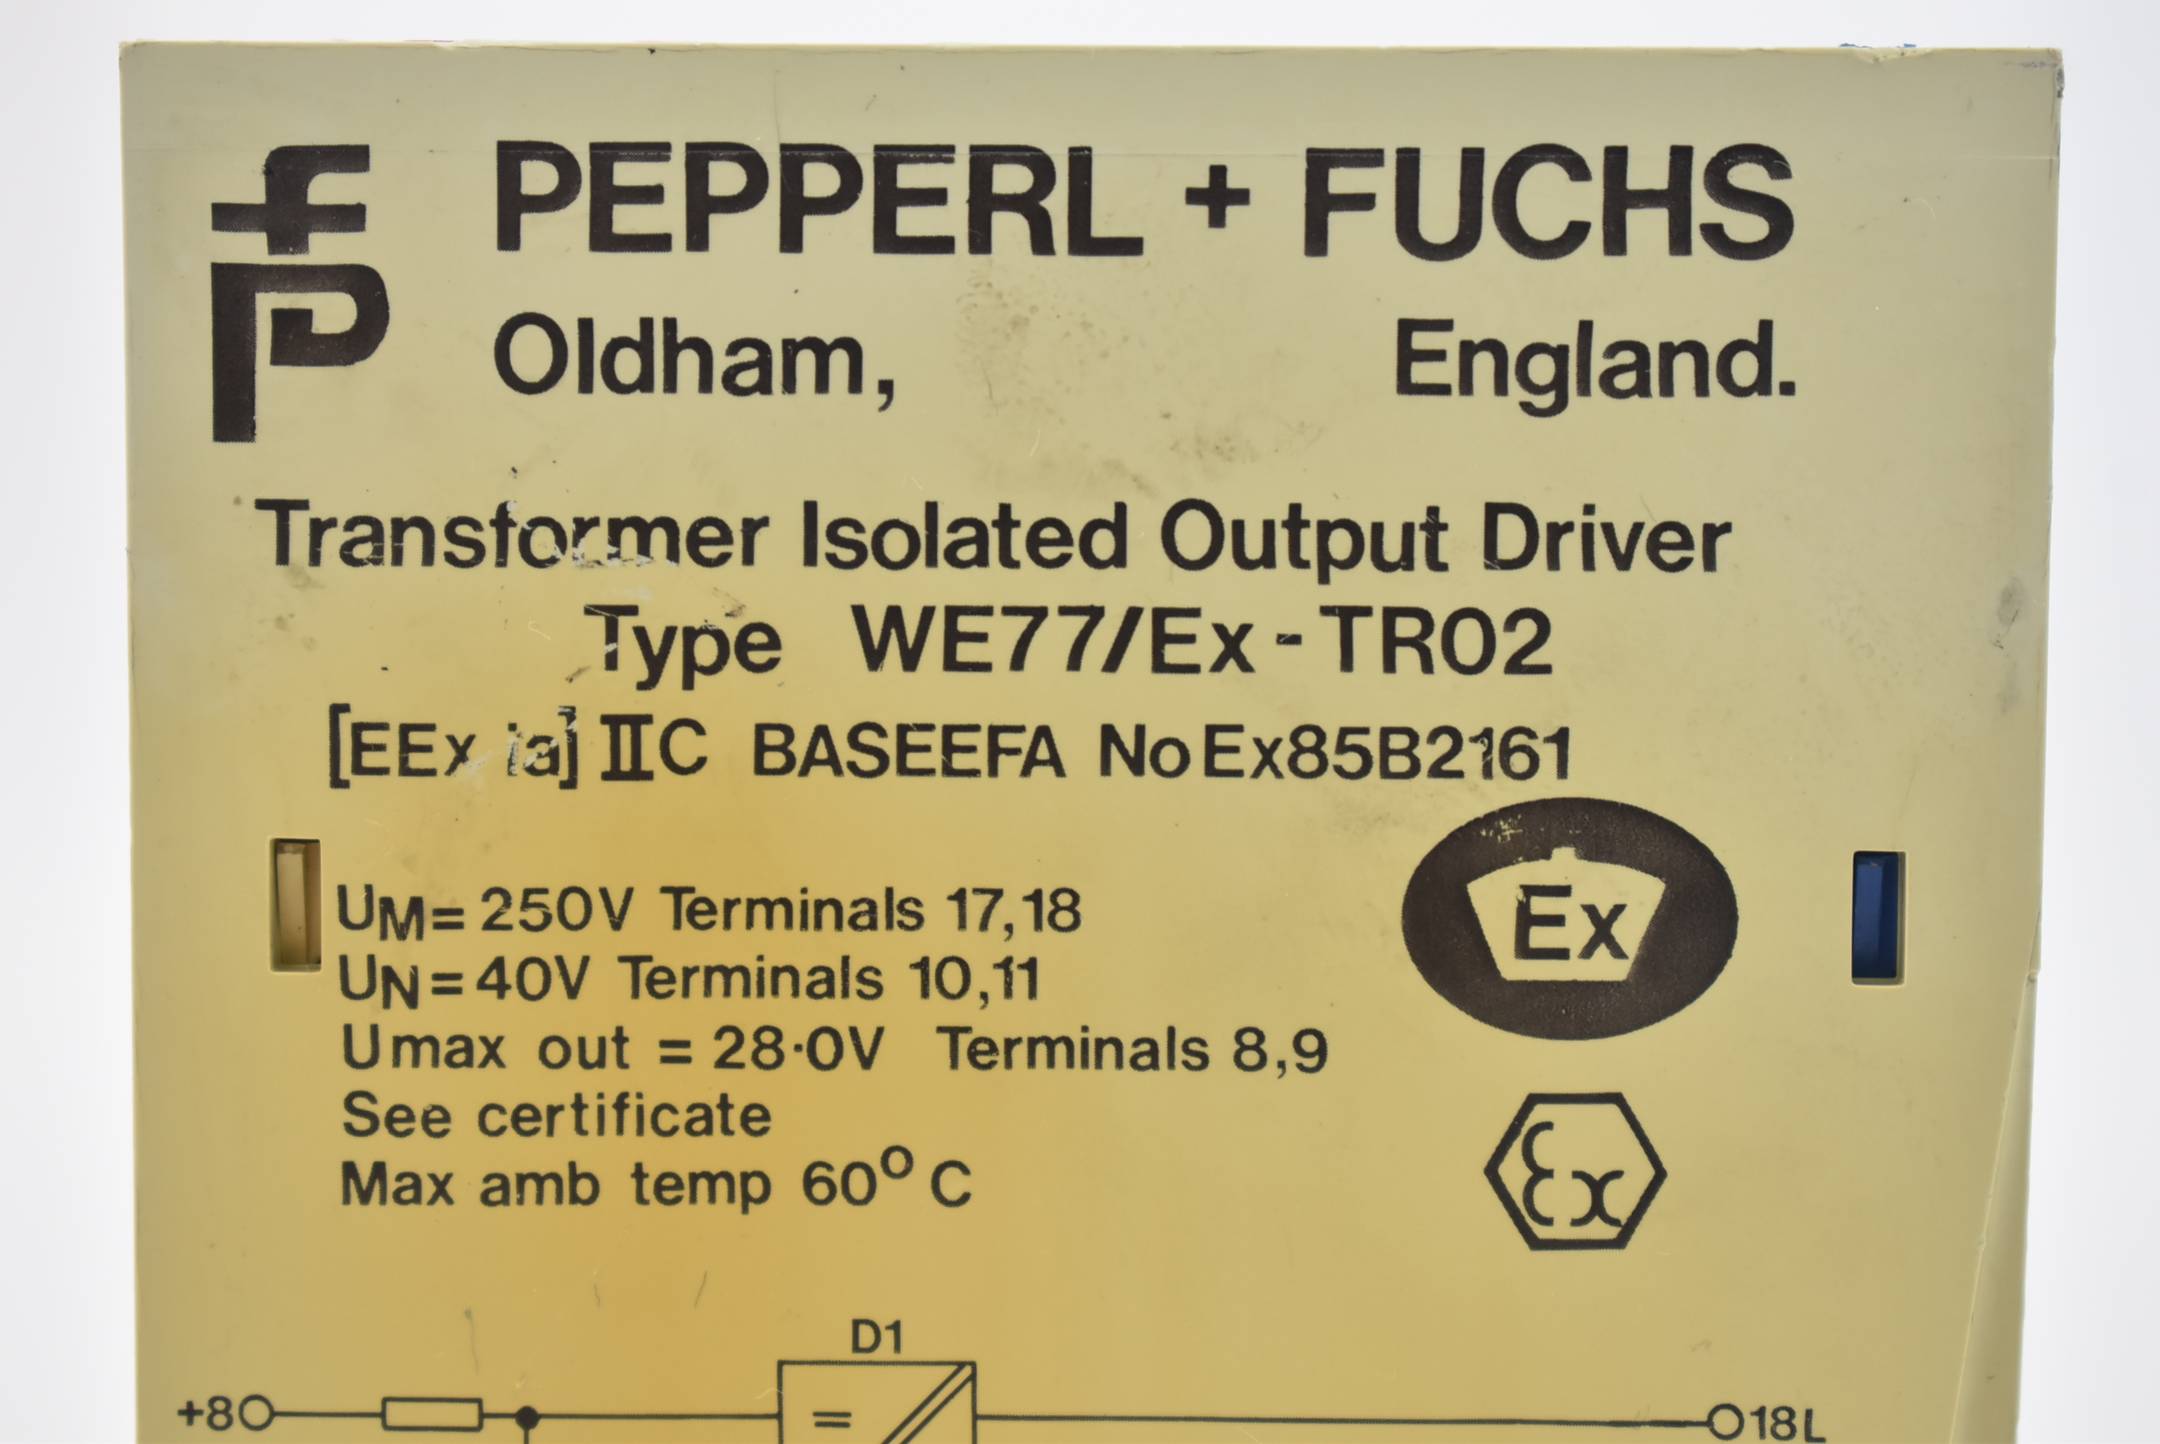 fP PEPPERL + FUCHS
Oldham, England.
Transformer Isolated Output Driver
Type WE77/Ex-TR02
[EEx ia] IIC BASEEFA No Ex85B2161
UM= 250V Terminals 17,18
UN=40V Terminals 10,11
Umax out = 28·0V Terminals 8,9
See certificate
Max amb temp 60° C
Ex
Ex
D1
+8 = 18L